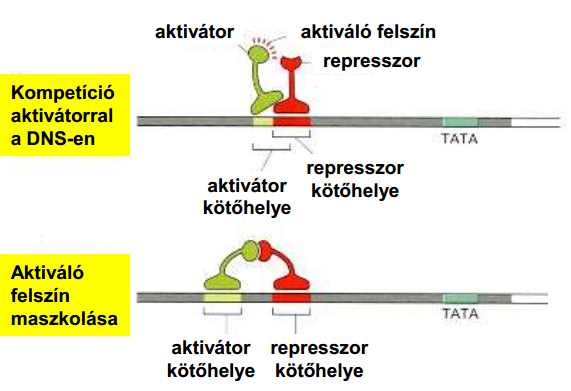 aktivátor
aktiváló felszín
represszor
Kompetíció
aktivátorral
a DNS-en
TATA
aktivátor
kötőhelye
represszor
kötőhelye
Aktiváló
felszín
maszkolása
TATA
aktivátor
kötőhelye
represszor
kötőhelye